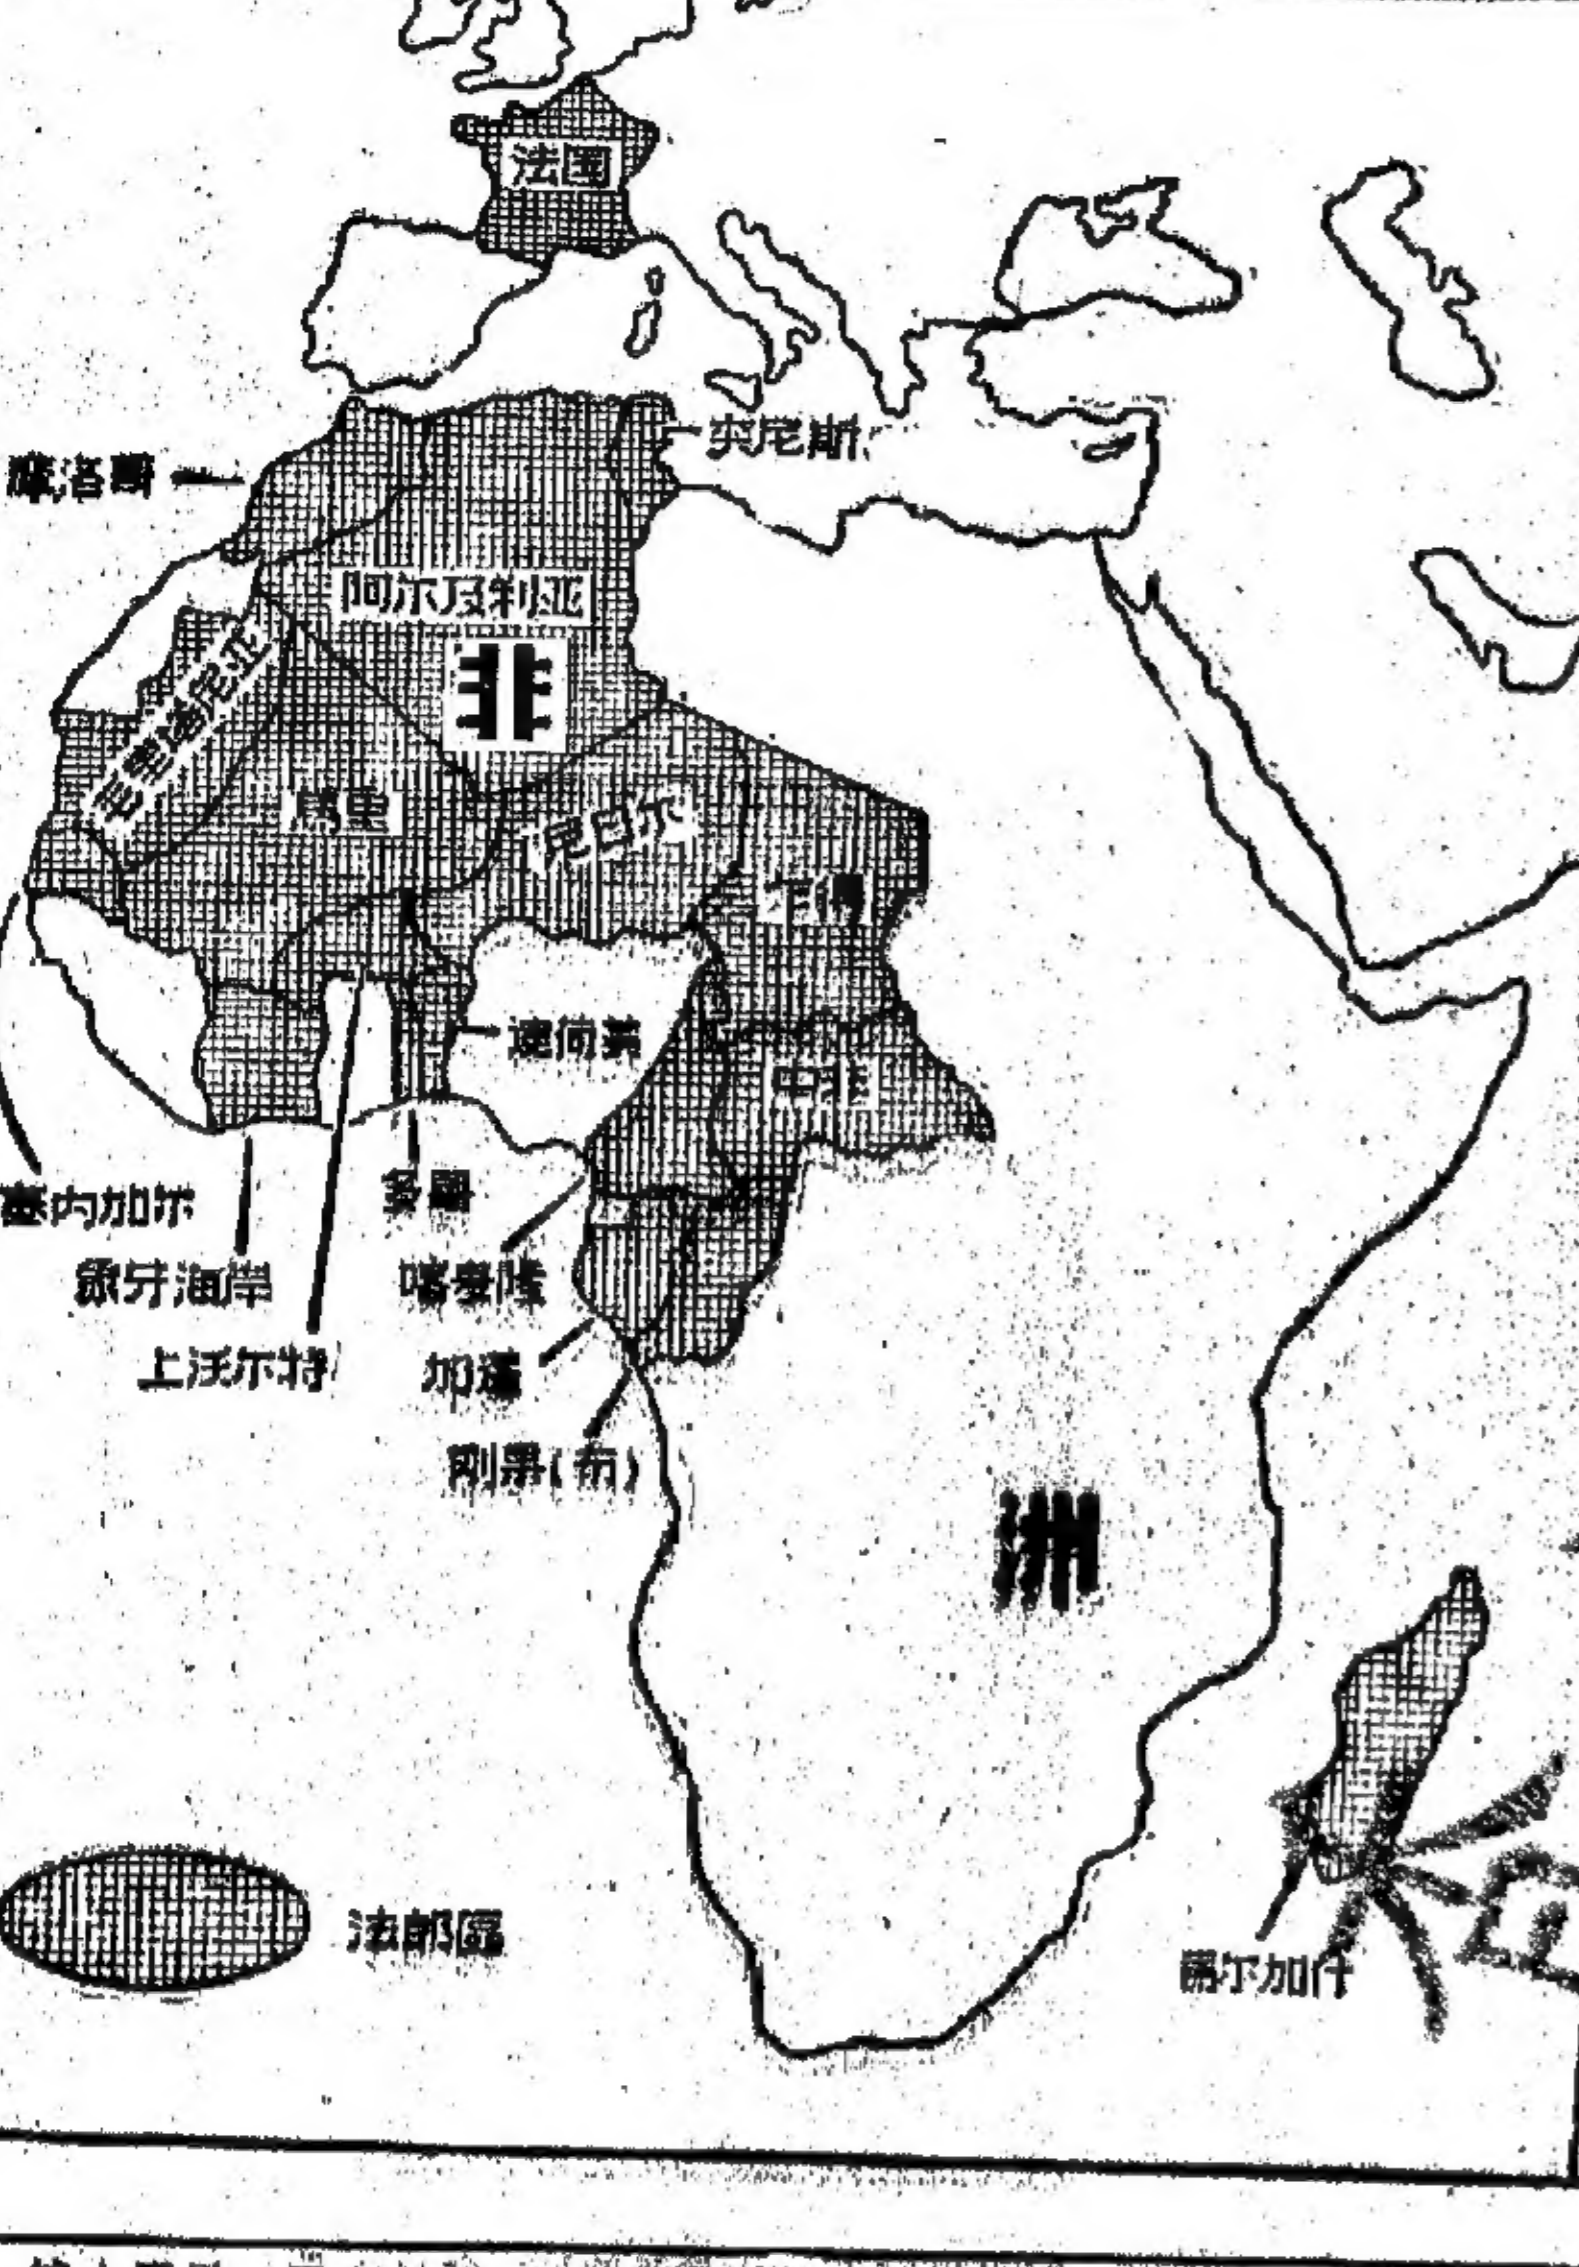 法国
突尼斯
摩洛哥
阿尔及利亚
毛里塔尼亚
非
马里
尼日尔
乍得
达荷美
中非
塞内加尔
多哥
象牙海岸
喀麦隆
上沃尔特
加蓬
刚果(布)
洲
法郎區
马尔加什